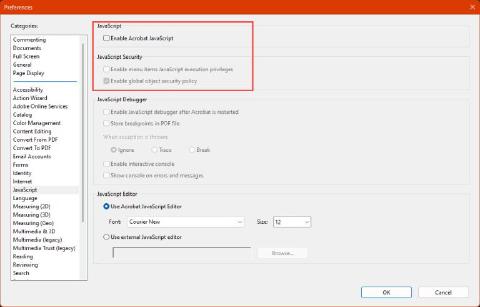 Preferences
Categories:
Commenting
Documents
Full Screen
General
Page Display
Accessibility
Action Wizard
Adobe Online Services
Catalog
Color Management
Content Editing
Convert From PDF
Convert To PDF
Email Accounts
Forms
Identity
Internet
JavaScript
Language
Measuring (2D)
Measuring (3D)
Measuring (Geo)
Multimedia & 3D
Multimedia (legacy)
Multimedia Trust (legacy)
Reading
Reviewing
Search
JavaScript
Enable Acrobat JavaScript
JavaScript Security
Enable menu items JavaScript execution privileges
Enable global object security policy
JavaScript Debugger
Enable JavaScript debugger after Acrobat is restarted
Store breakpoints in PDF file
When exception is thrown:
Ignore Trace Break
Enable interactive console
Show console on errors and messages
JavaScript Editor
Use Acrobat JavaScript Editor
Font: Courier New Size: 12
Use external JavaScript editor
Browse...
OK Cancel